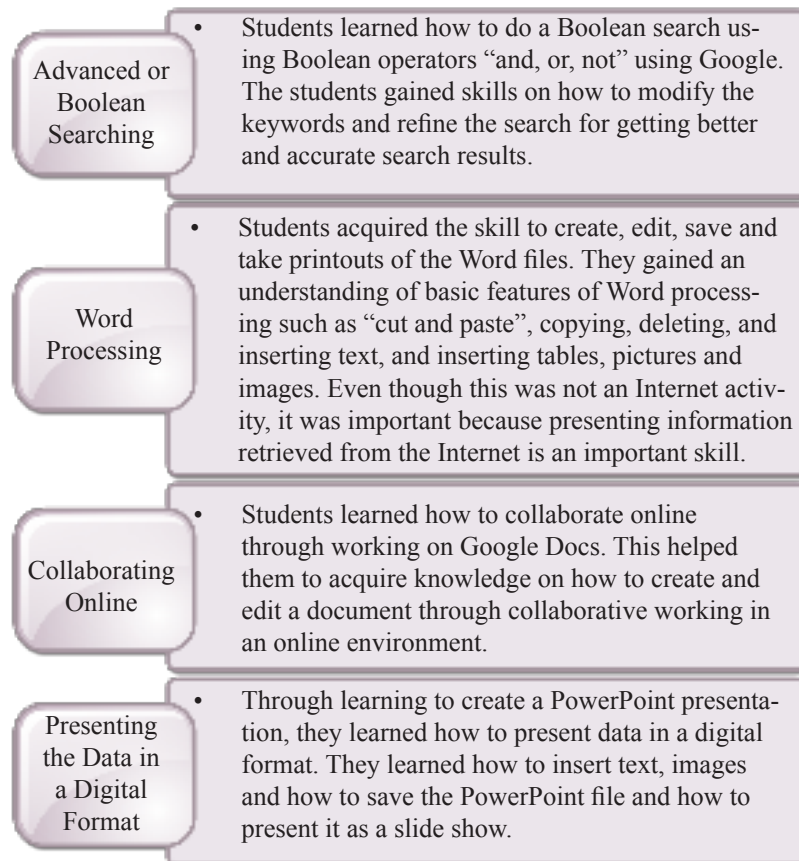 Advanced or
Boolean
Searching
• Students learned how to do a Boolean search us-
ing Boolean operators “and, or, not” using Google.
The students gained skills on how to modify the
keywords and refine the search for getting better
and accurate search results.
Word
Processing
• Students acquired the skill to create, edit, save and
take printouts of the Word files. They gained an
understanding of basic features of Word process-
ing such as “cut and paste”, copying, deleting, and
inserting text, and inserting tables, pictures and
images. Even though this was not an Internet activ-
ity, it was important because presenting information
retrieved from the Internet is an important skill.
Collaborating
Online
• Students learned how to collaborate online
through working on Google Docs. This helped
them to acquire knowledge on how to create and
edit a document through collaborative working in
an online environment.
Presenting
the Data in
a Digital
Format
• Through learning to create a PowerPoint presenta-
tion, they learned how to present data in a digital
format. They learned how to insert text, images
and how to save the PowerPoint file and how to
present it as a slide show.